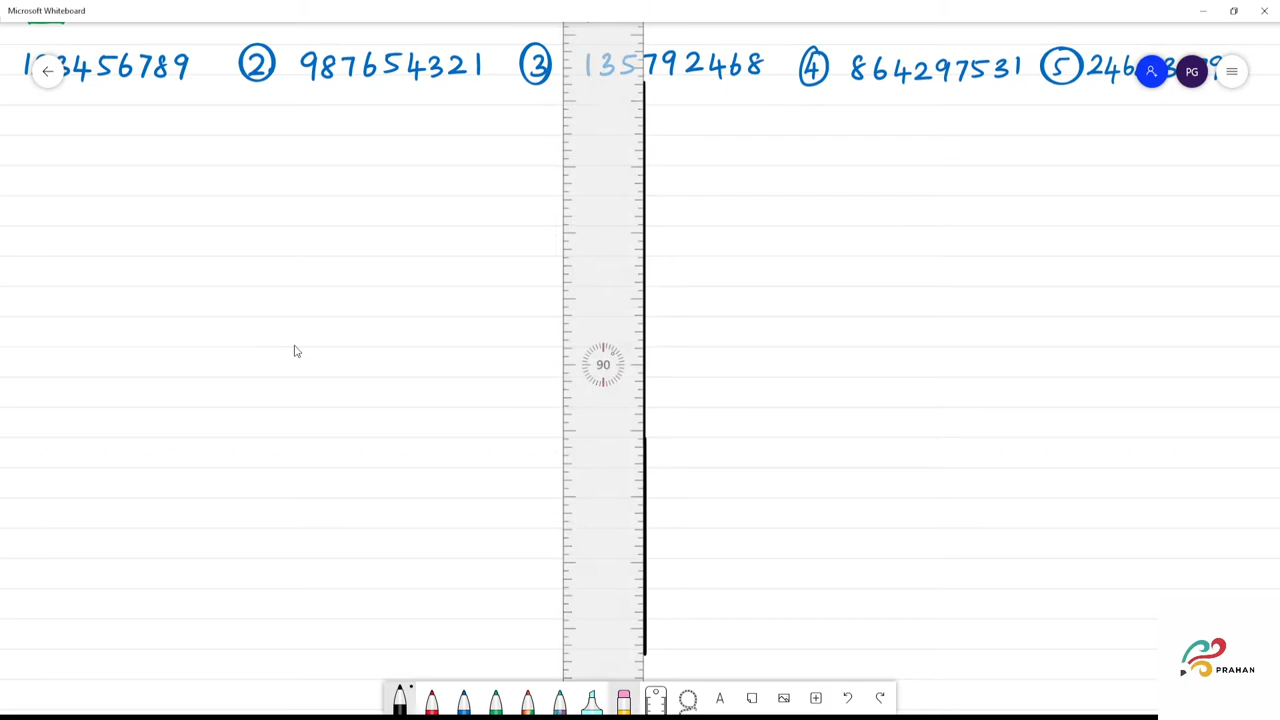 Microsoft Whiteboard
3456789 ② 987654321 ③ 135792468 ④ 864297531 ⑤ 246
PG
90
A
PRAHAN